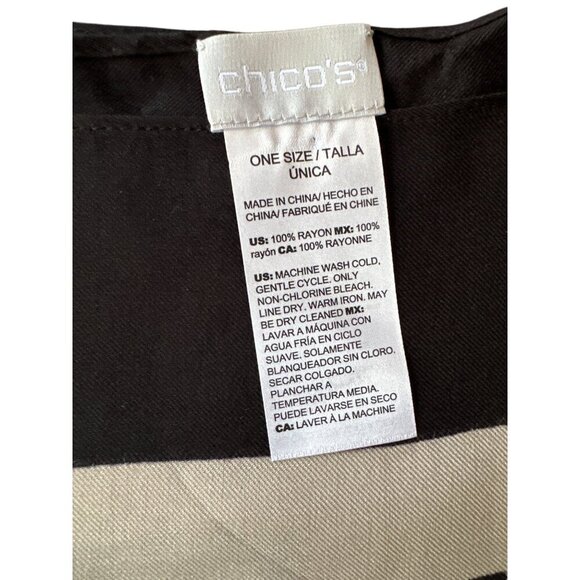 chico's®
ONE SIZE / TALLA
ÚNICA
MADE IN CHINA/ HECHO EN
CHINA/ FABRIQUÉ EN CHINE
US: 100% RAYON MX: 100%
rayón CA: 100% RAYONNE
US: MACHINE WASH COLD,
GENTLE CYCLE. ONLY
NON-CHLORINE BLEACH.
LINE DRY. WARM IRON. MAY
BE DRY CLEANED MX:
LAVAR A MÁQUINA CON
AGUA FRÍA EN CICLO
SUAVE. SOLAMENTE
BLANQUEADOR SIN CLORO.
SECAR COLGADO.
PLANCHAR A
TEMPERATURA MEDIA.
PUEDE LAVARSE EN SECO
CA: LAVER À LA MACHINE